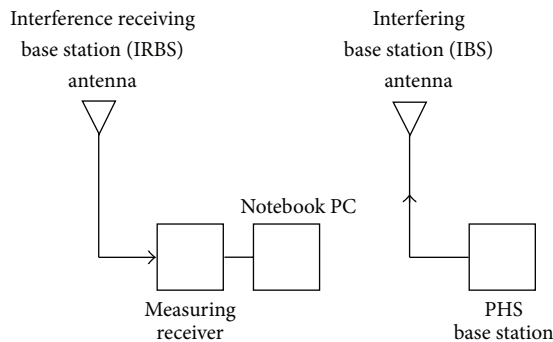 Interference receiving
base station (IRBS)
antenna
Interfering
base station (IBS)
antenna
Notebook PC
Measuring
receiver
PHS
base station